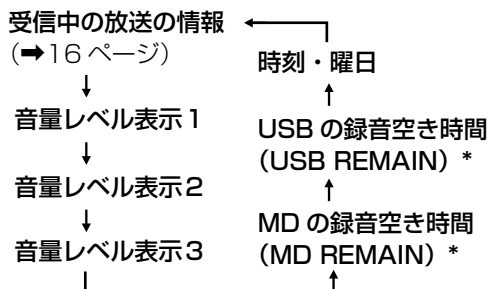 受信中の放送の情報
（➡16 ページ）
音量レベル表示1
音量レベル表示2
音量レベル表示3
時刻・曜日
USB の録音空き時間
（USB REMAIN）*
MD の録音空き時間
（MD REMAIN）*